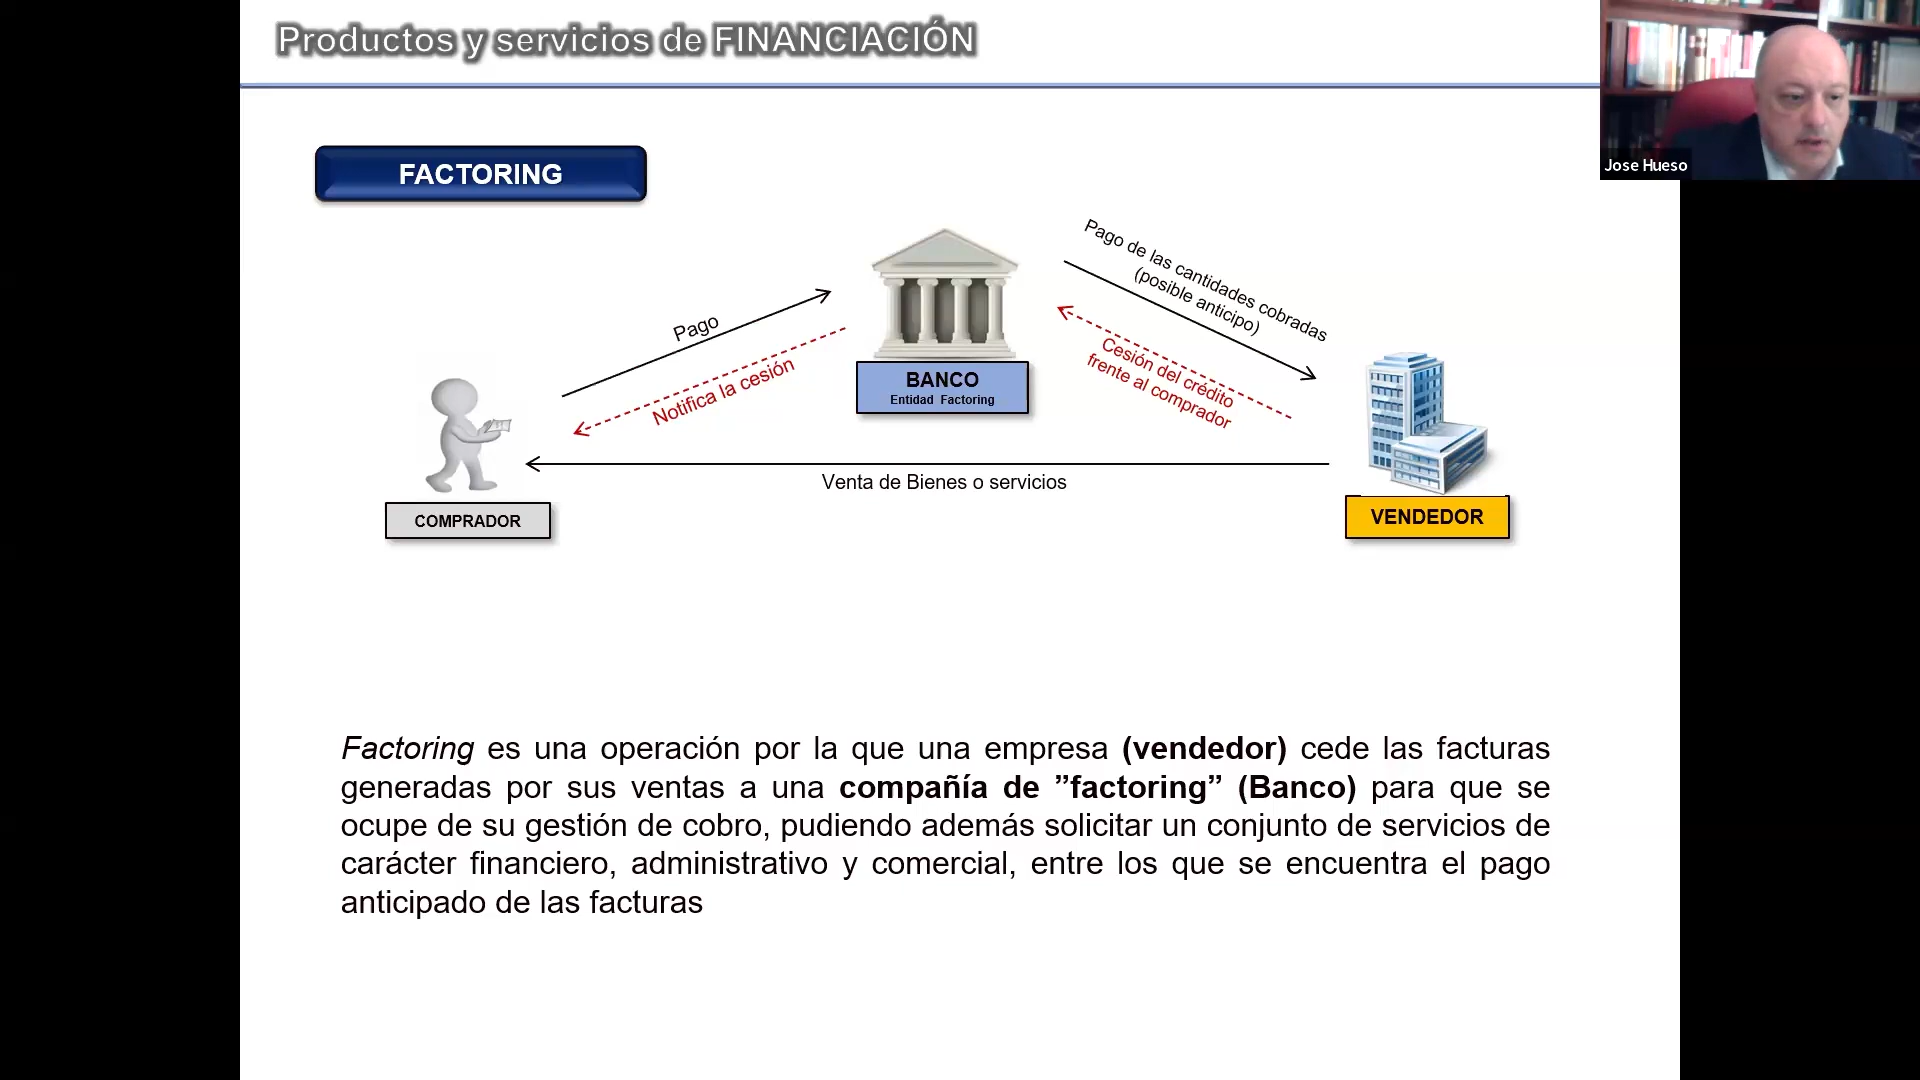 Productos y servicios de FINANCIACIÓN
Jose Hueso
FACTORING
Pago de las cantidades cobradas
(posible anticipo)
Pago
Notifica la cesión
Cesión del crédito
frente al comprador
BANCO
Entidad Factoring
Venta de Bienes o servicios
COMPRADOR
VENDEDOR
Factoring es una operación por la que una empresa (vendedor) cede las facturas
generadas por sus ventas a una compañía de ”factoring” (Banco) para que se
ocupe de su gestión de cobro, pudiendo además solicitar un conjunto de servicios de
carácter financiero, administrativo y comercial, entre los que se encuentra el pago
anticipado de las facturas